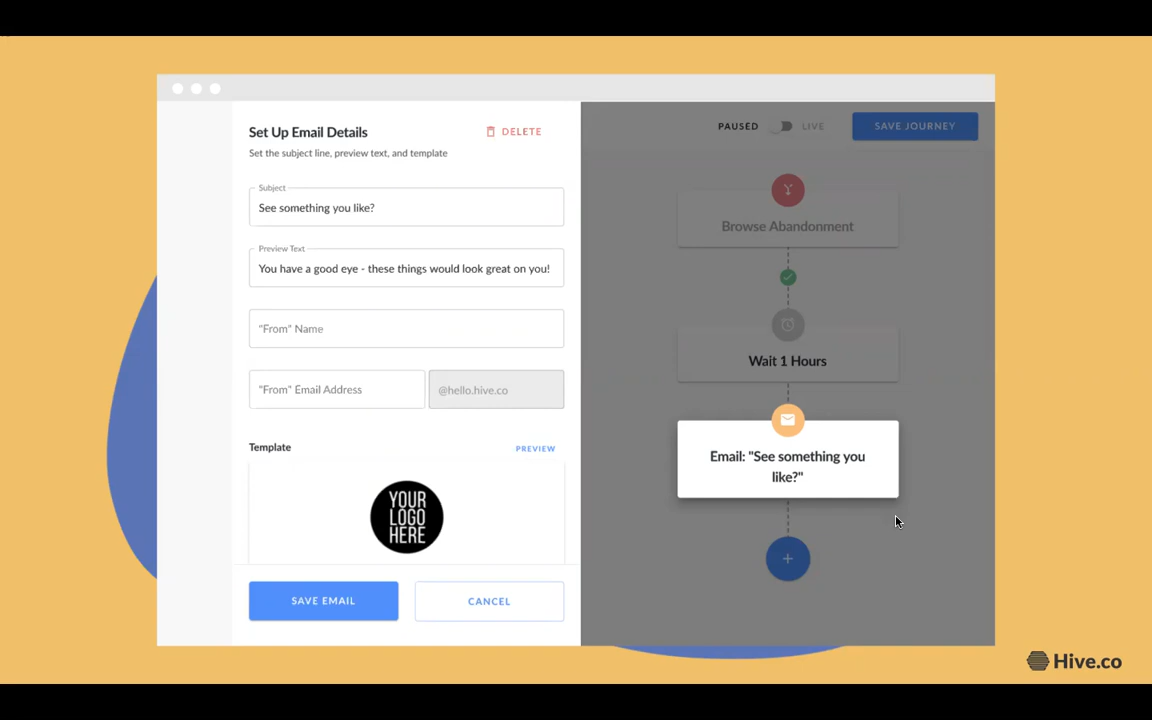 Set Up Email Details
DELETE
Set the subject line, preview text, and template
Subject
See something you like?
Preview Text
You have a good eye - these things would look great on you!
"From" Name
"From" Email Address
@hello.hive.co
Template
PREVIEW
YOUR
LOGO
HERE
SAVE EMAIL
CANCEL
PAUSED
LIVE
SAVE JOURNEY
Browse Abandonment
Wait 1 Hours
Email: "See something you
like?"
Hive.co